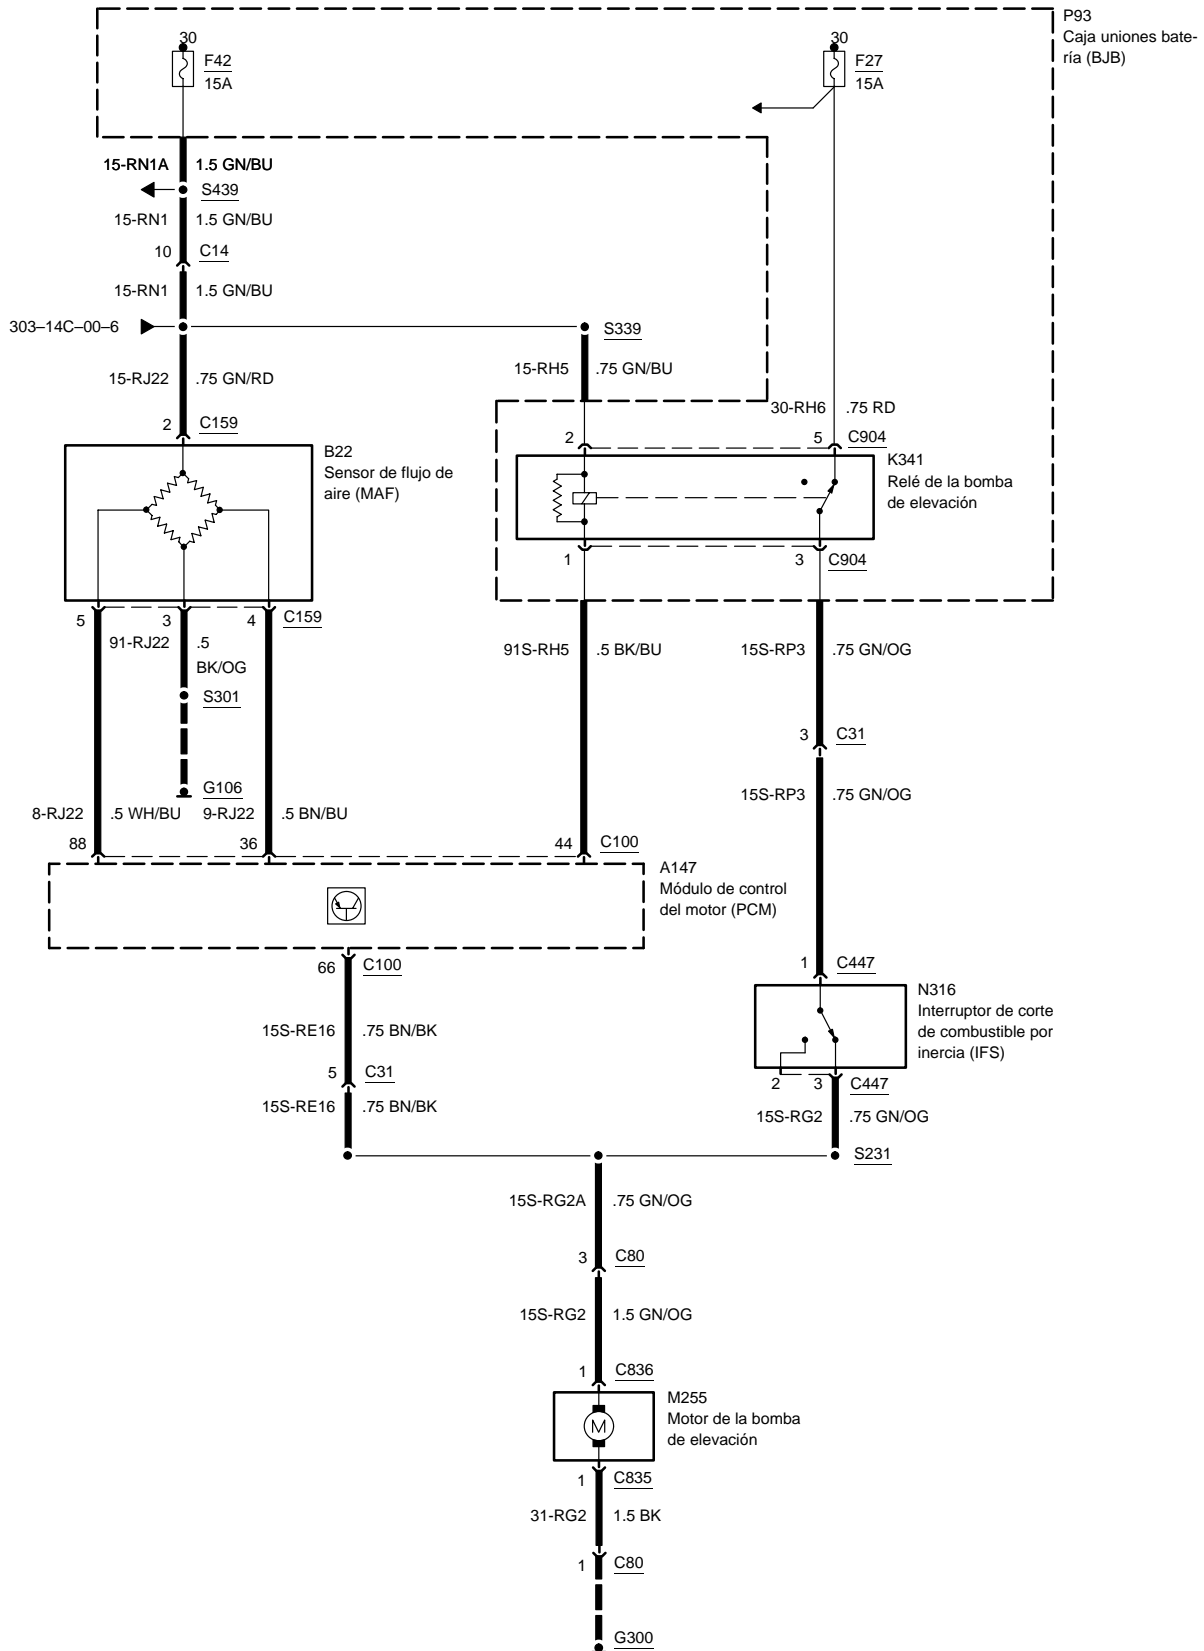 P93
Caja uniones bate-
ría (BJB)
30
F42
15A
30
F27
15A
15-RN1A 1.5 GN/BU
S439
15-RN1 1.5 GN/BU
10 C14
15-RN1 1.5 GN/BU
303–14C–00–6
S339
15-RJ22 .75 GN/RD
15-RH5 .75 GN/BU
30-RH6 .75 RD
2 C159
2
5 C904
B22
Sensor de flujo de
aire (MAF)
K341
Relé de la bomba
de elevación
1
3 C904
5
3
4 C159
91-RJ22 .5
BK/OG
91S-RH5 .5 BK/BU
15S-RP3 .75 GN/OG
S301
3 C31
G106
15S-RP3 .75 GN/OG
8-RJ22 .5 WH/BU
9-RJ22 .5 BN/BU
88
36
44 C100
A147
Módulo de control
del motor (PCM)
66 C100
1 C447
N316
Interruptor de corte
de combustible por
inercia (IFS)
15S-RE16 .75 BN/BK
5 C31
2
3 C447
15S-RE16 .75 BN/BK
15S-RG2 .75 GN/OG
S231
15S-RG2A .75 GN/OG
3 C80
15S-RG2 1.5 GN/OG
1 C836
M255
Motor de la bomba
de elevación
M
1 C835
31-RG2 1.5 BK
1 C80
G300